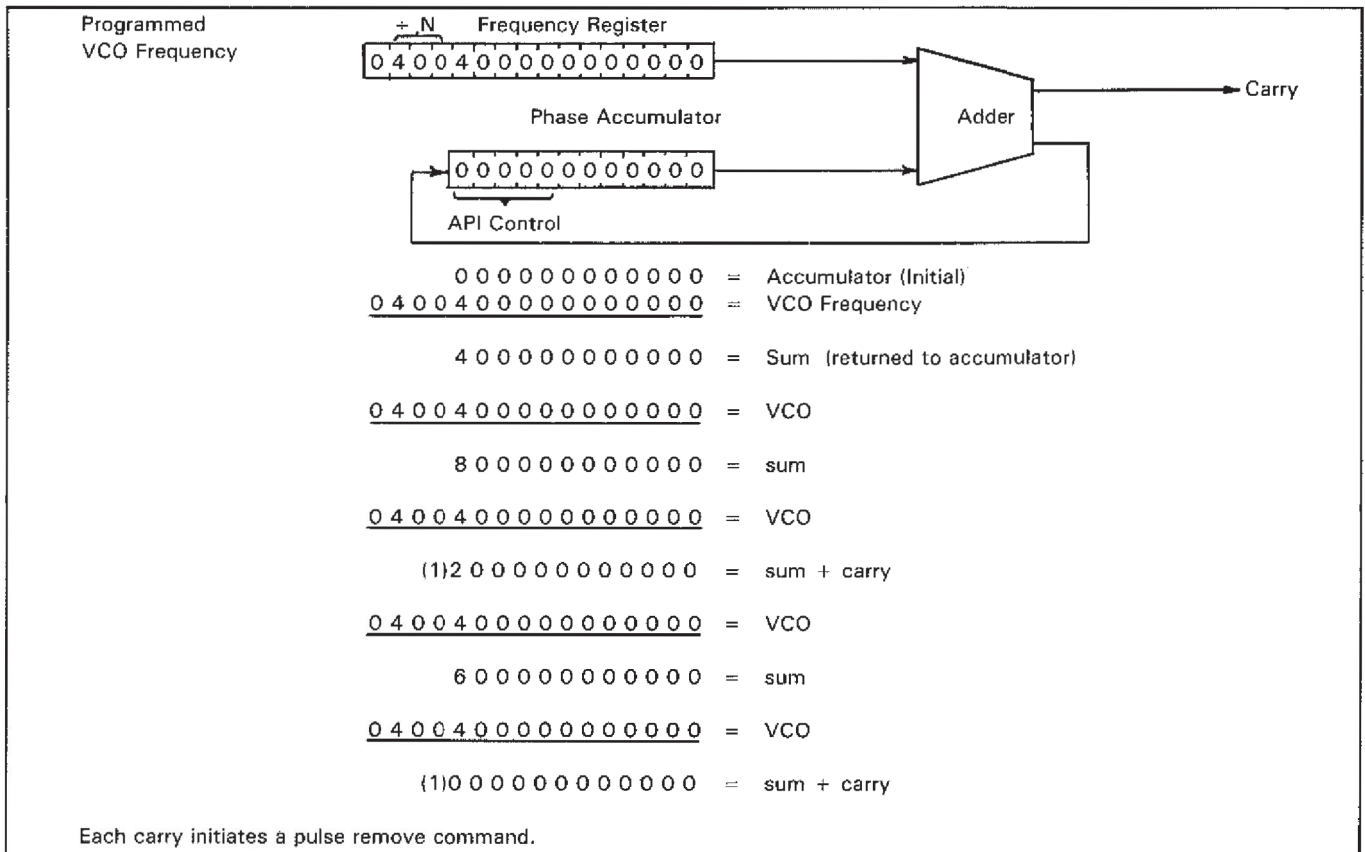 Programmed
VCO Frequency
÷ N Frequency Register
0 4 0 0 4 0 0 0 0 0 0 0 0 0 0 0
Carry
Phase Accumulator
Adder
0 0 0 0 0 0 0 0 0 0 0 0
API Control
0 0 0 0 0 0 0 0 0 0 0 0 = Accumulator (Initial)
0 4 0 0 4 0 0 0 0 0 0 0 0 0 0 0 = VCO Frequency
4 0 0 0 0 0 0 0 0 0 0 0 = Sum (returned to accumulator)
0 4 0 0 4 0 0 0 0 0 0 0 0 0 0 0 = VCO
8 0 0 0 0 0 0 0 0 0 0 0 = sum
0 4 0 0 4 0 0 0 0 0 0 0 0 0 0 0 = VCO
(1)2 0 0 0 0 0 0 0 0 0 0 0 = sum + carry
0 4 0 0 4 0 0 0 0 0 0 0 0 0 0 0 = VCO
6 0 0 0 0 0 0 0 0 0 0 0 = sum
0 4 0 0 4 0 0 0 0 0 0 0 0 0 0 0 = VCO
(1)0 0 0 0 0 0 0 0 0 0 0 0 = sum + carry
Each carry initiates a pulse remove command.